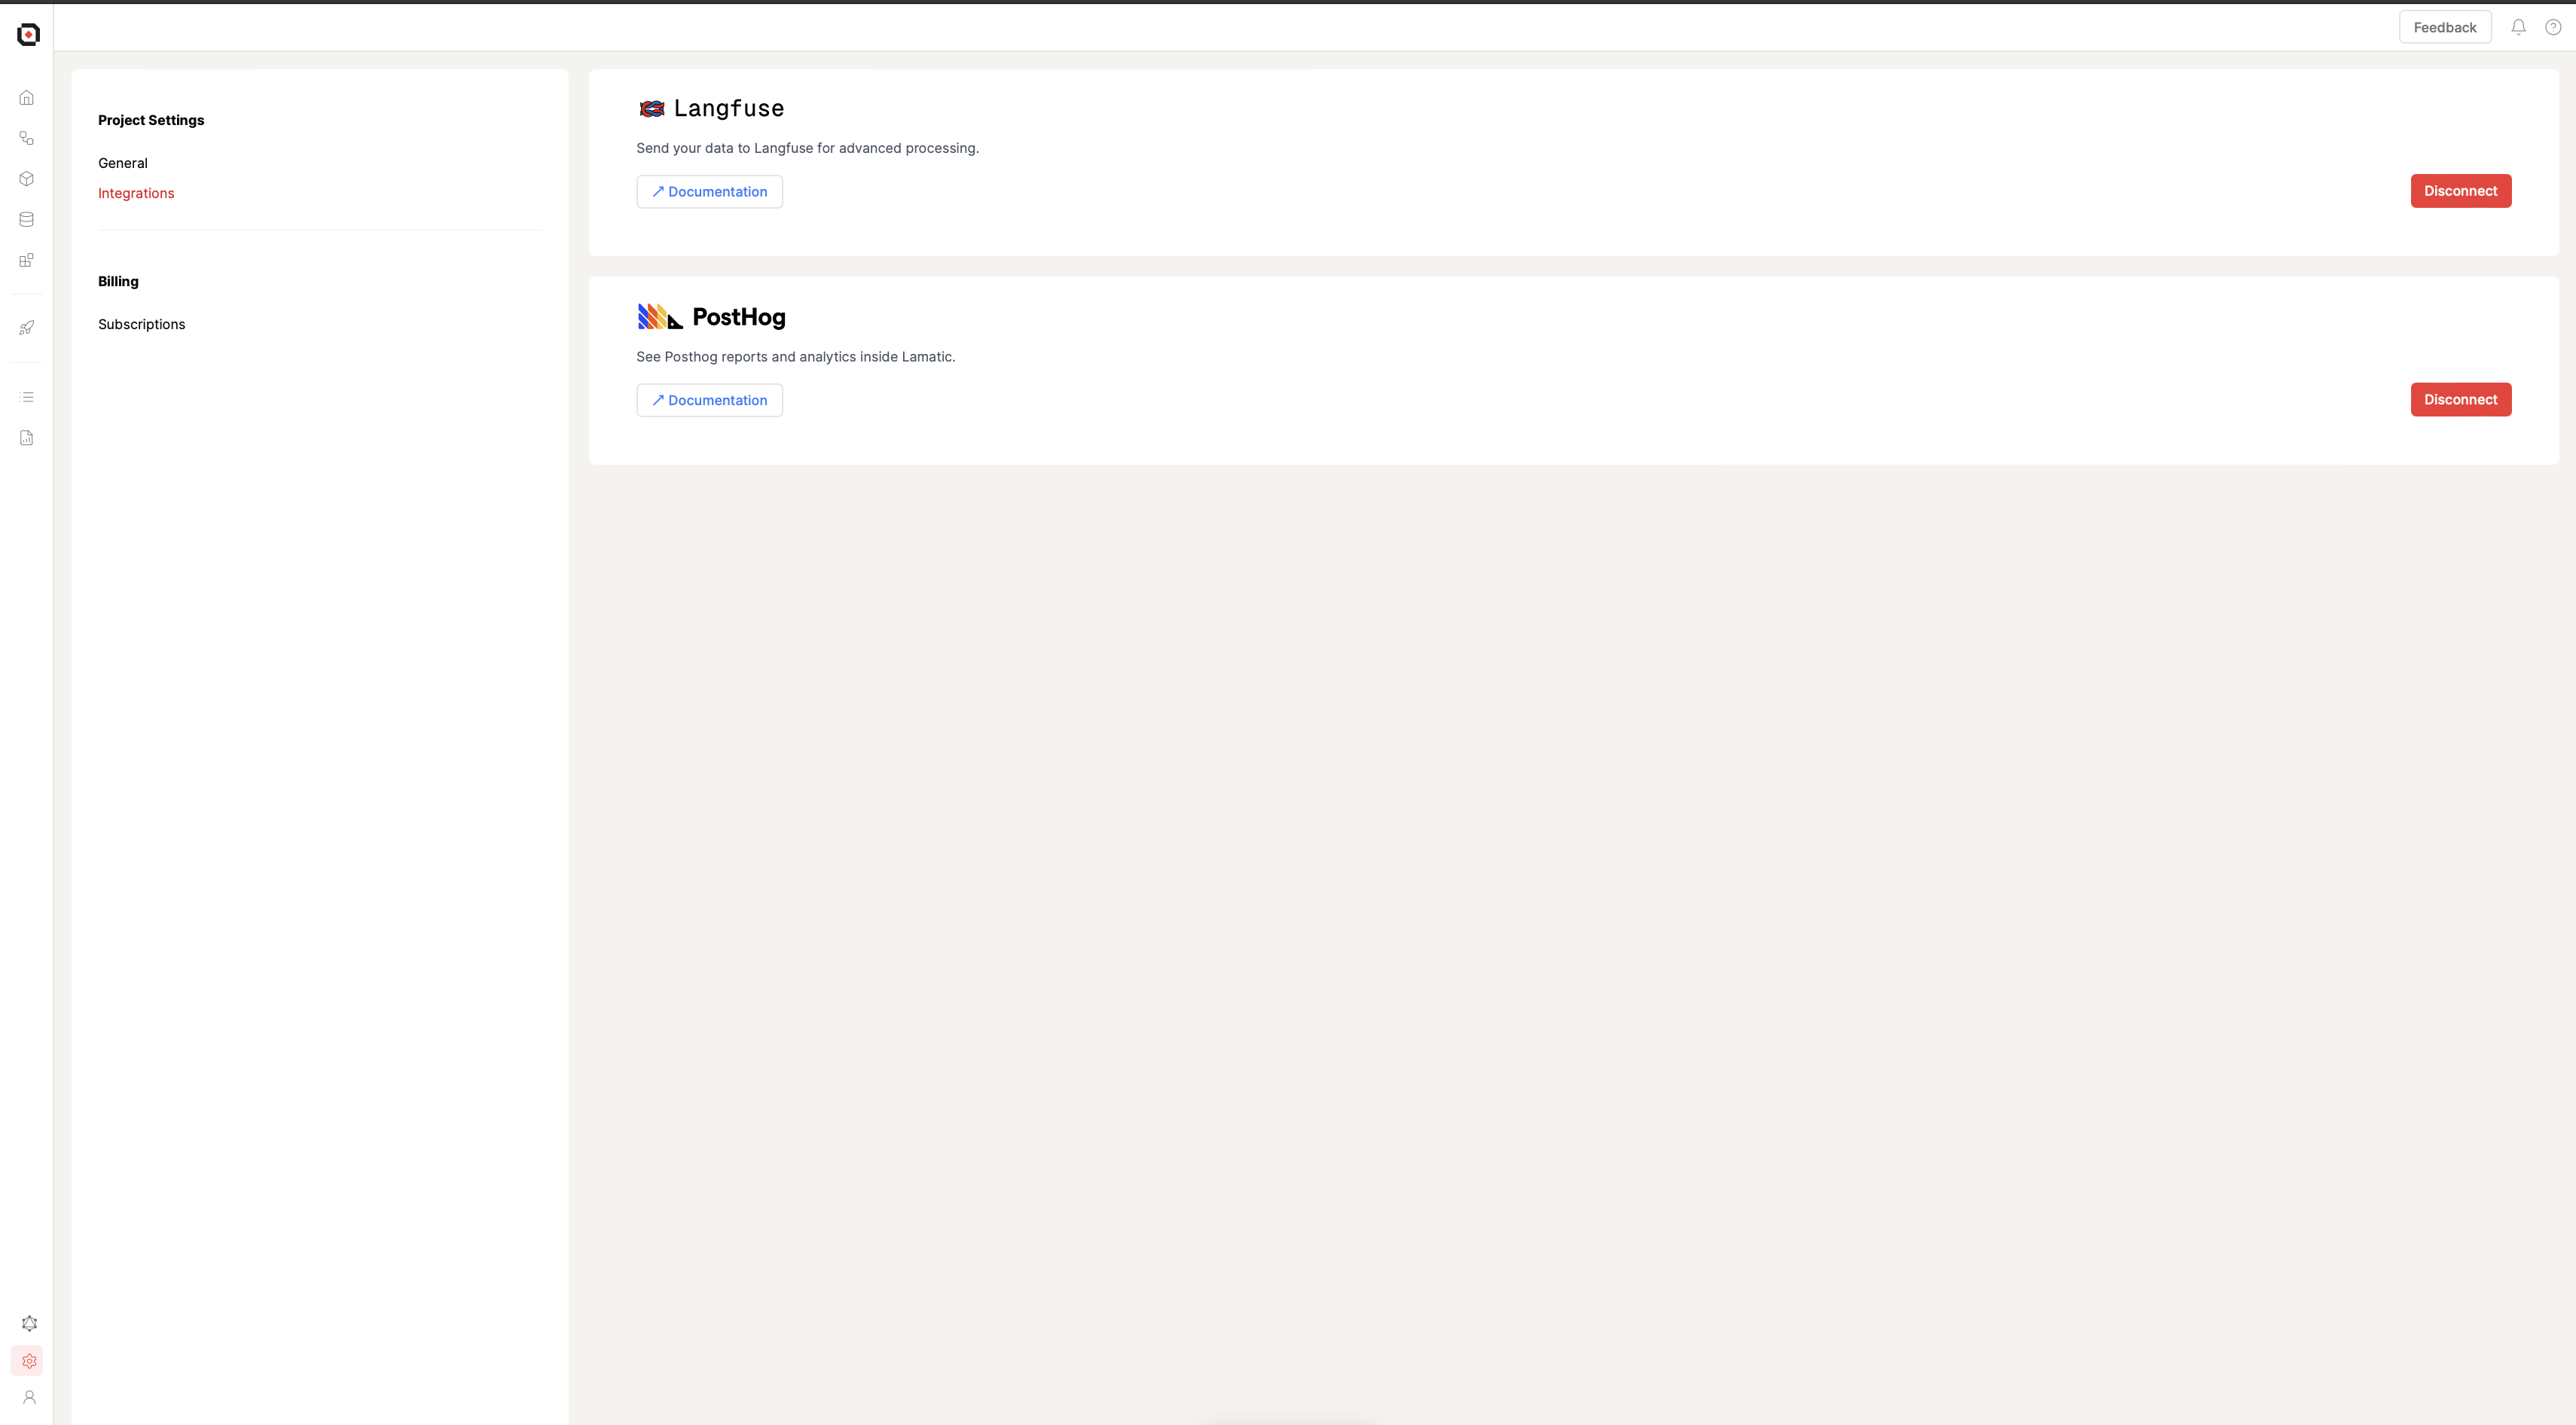 Feedback
Project Settings
General
Integrations
Billing
Subscriptions
Langfuse
Send your data to Langfuse for advanced processing.
Documentation
Disconnect
PostHog
See Posthog reports and analytics inside Lamatic.
Documentation
Disconnect